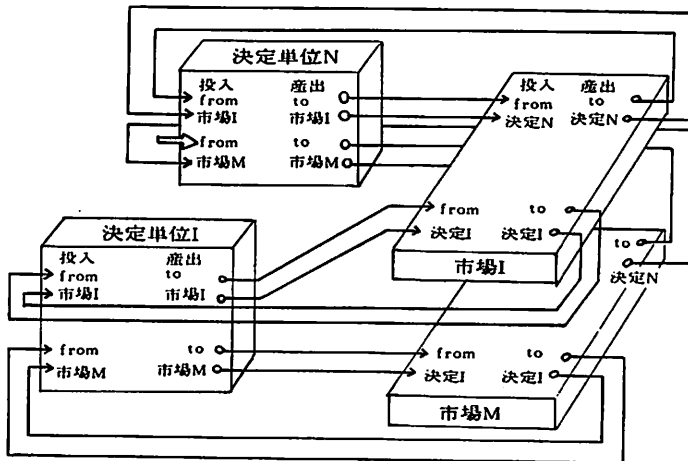 決定単位N
投入 産出
from to
市場I 市場I
from to
市場M 市場M
投入 産出
from to
決定N 決定N
from to
決定I 決定I
市場I
to
決定N
決定単位I
投入 産出
from to
市場I 市場I
from to
市場M 市場M
from to
決定I 決定I
市場M